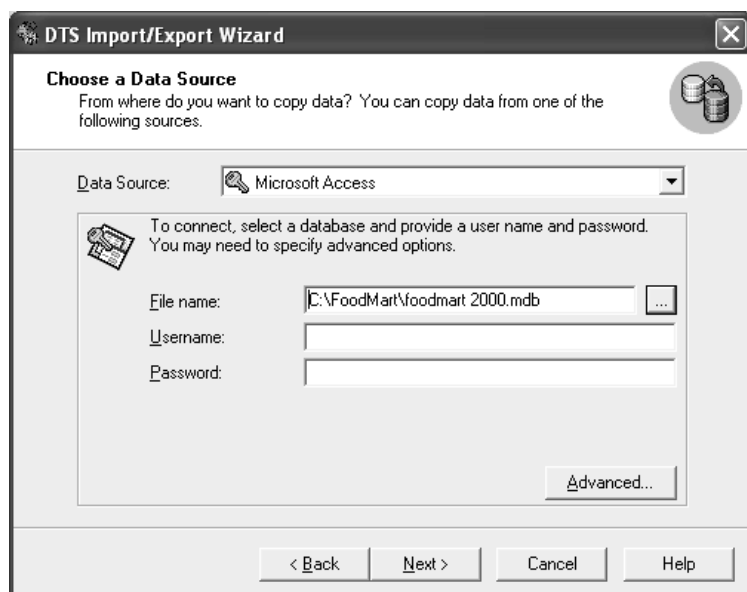 DTS Import/Export Wizard
Choose a Data Source
From where do you want to copy data? You can copy data from one of the
following sources.
Data Source:
Microsoft Access
To connect, select a database and provide a user name and password.
You may need to specify advanced options.
File name:
C:\FoodMart\foodmart 2000.mdb
...
Username:
Password:
Advanced...
< Back
Next >
Cancel
Help